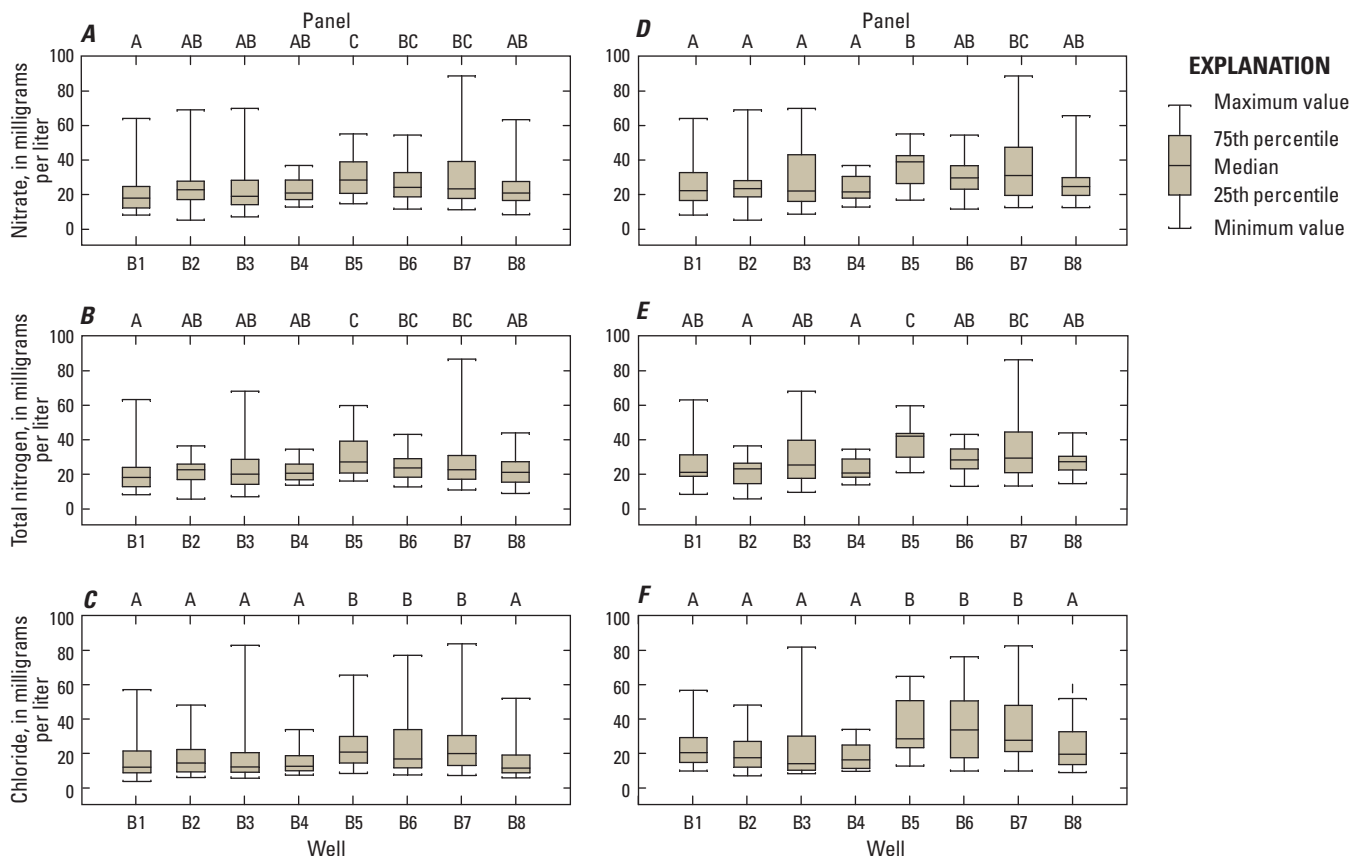 Panel
A
A AB AB AB C BC BC AB
Nitrate, in milligrams
per liter
100
80
60
40
20
0
B1 B2 B3 B4 B5 B6 B7 B8
B
A AB AB AB C BC BC AB
Total nitrogen, in milligrams
per liter
100
80
60
40
20
0
B1 B2 B3 B4 B5 B6 B7 B8
C
A A A A B B B A
Chloride, in milligrams
per liter
100
80
60
40
20
0
B1 B2 B3 B4 B5 B6 B7 B8
Well
Panel
D
A A A A B AB BC AB
100
80
60
40
20
0
B1 B2 B3 B4 B5 B6 B7 B8
E
AB A AB A C AB BC AB
100
80
60
40
20
0
B1 B2 B3 B4 B5 B6 B7 B8
F
A A A A B B B A
100
80
60
40
20
0
B1 B2 B3 B4 B5 B6 B7 B8
Well
EXPLANATION
Maximum value
75th percentile
Median
25th percentile
Minimum value